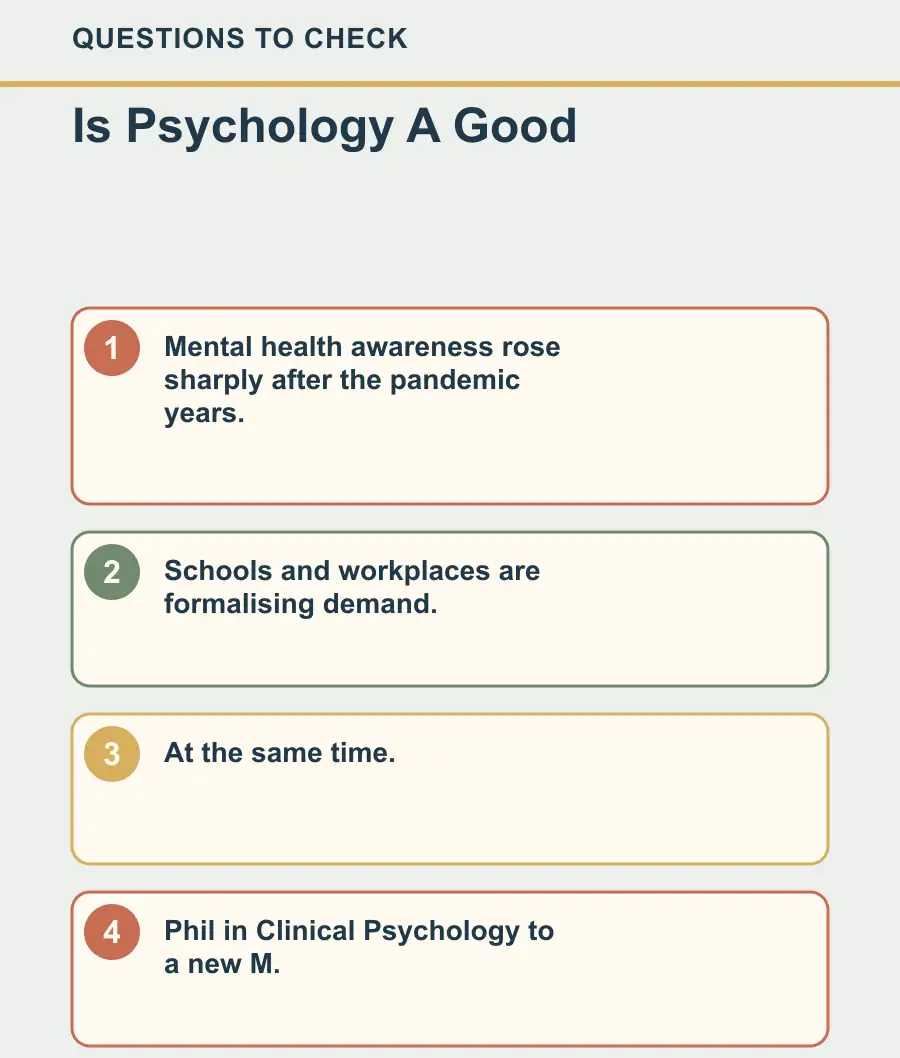 QUESTIONS TO CHECK
Is Psychology A Good
1
Mental health awareness rose
sharply after the pandemic
years.
2
Schools and workplaces are
formalising demand.
3
At the same time.
4
Phil in Clinical Psychology to
a new M.